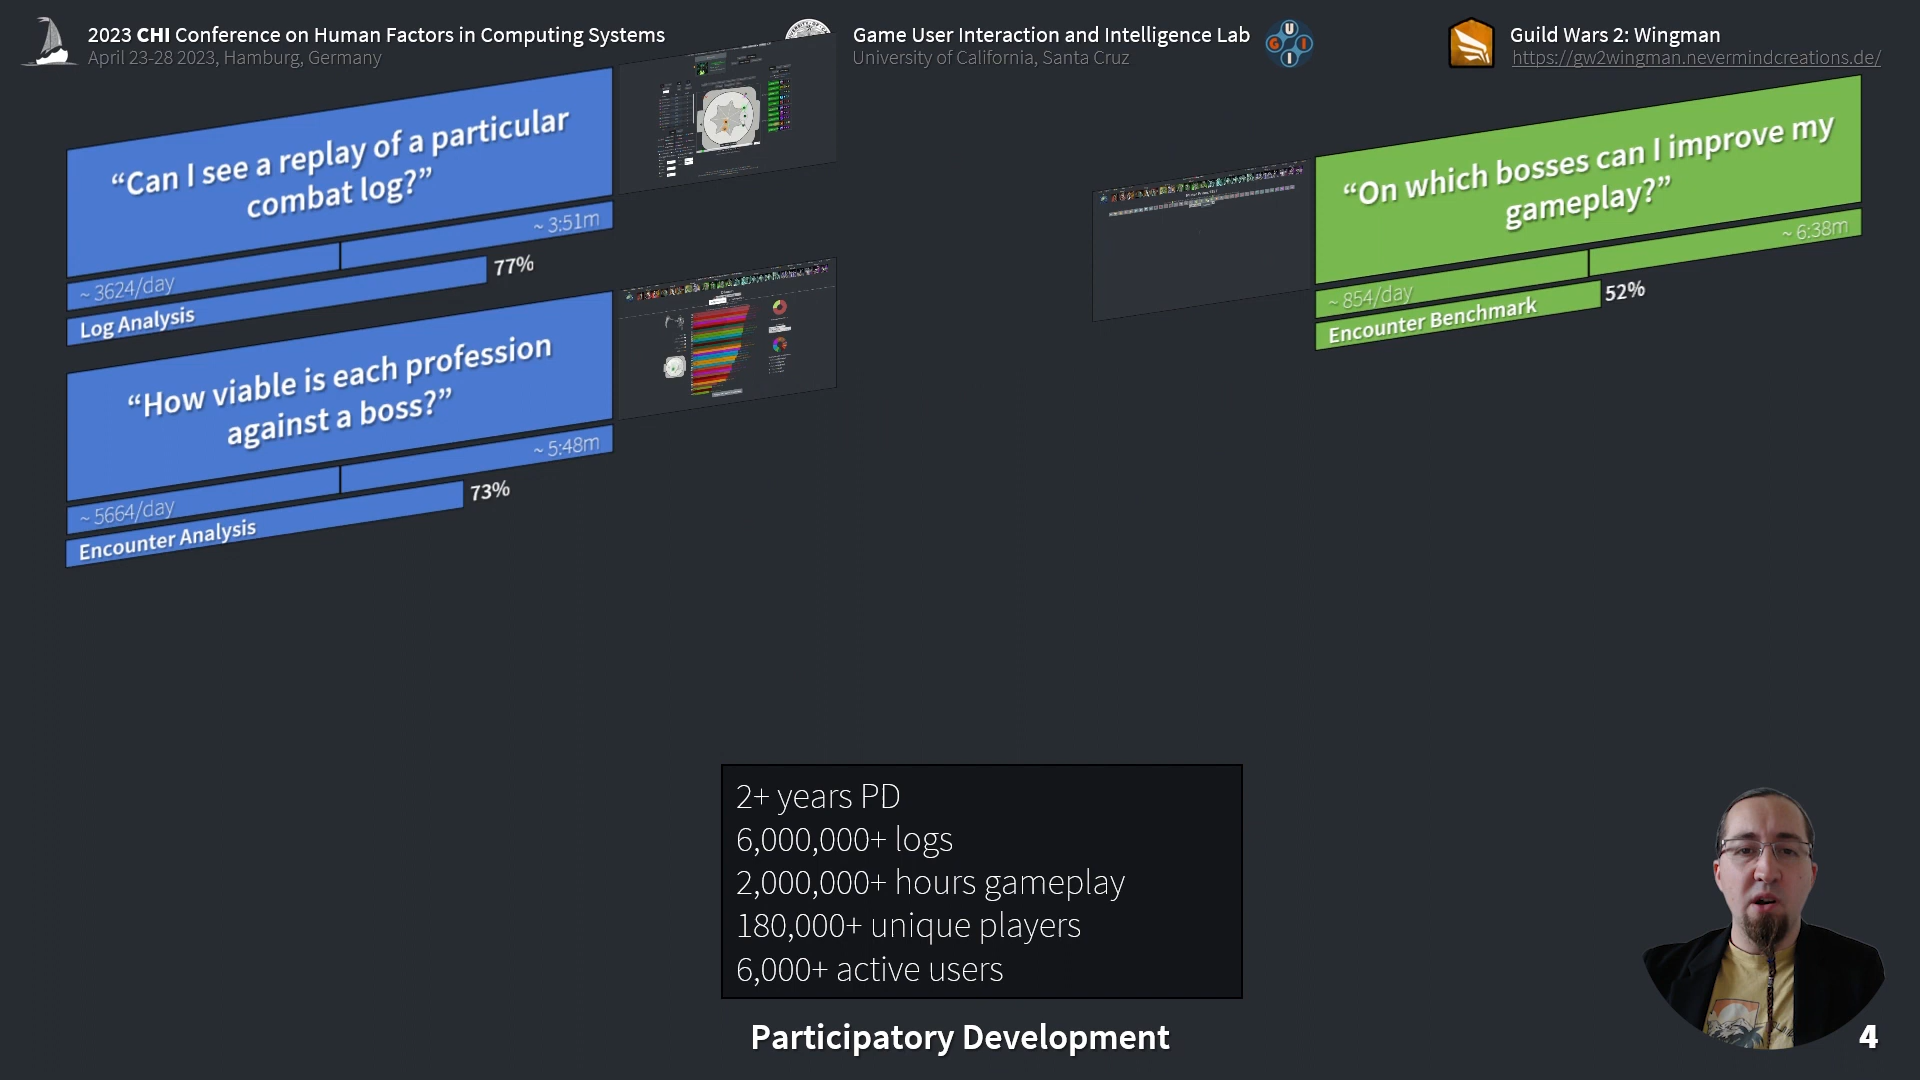 2023 CHI Conference on Human Factors in Computing Systems
April 23-28 2023, Hamburg, Germany
Game User Interaction and Intelligence Lab
University of California, Santa Cruz
U
G I
I
Guild Wars 2: Wingman
https://gw2wingman.nevermindcreations.de/
“Can I see a replay of a particular
combat log?”
~ 3:51m
~ 3624/day
77%
Log Analysis
“How viable is each profession
against a boss?”
~ 5:48m
~ 5664/day
73%
Encounter Analysis
“On which bosses can I improve my
gameplay?”
~ 6:38m
~ 854/day
52%
Encounter Benchmark
2+ years PD
6,000,000+ logs
2,000,000+ hours gameplay
180,000+ unique players
6,000+ active users
Participatory Development
4